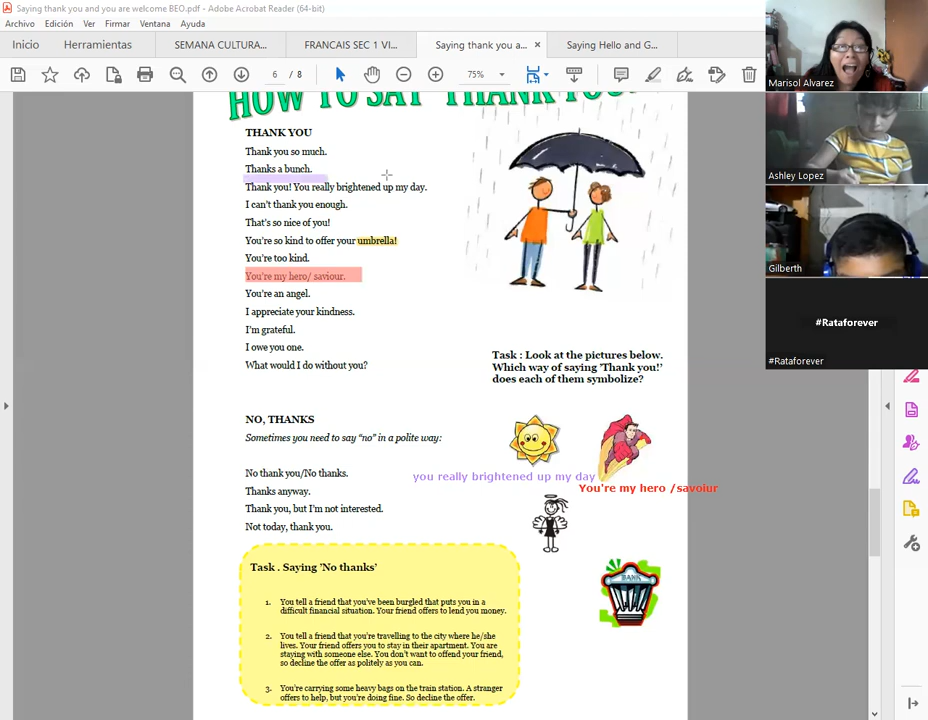 Saying thank you and you are welcome BEO.pdf - Adobe Acrobat Reader (64-bit)
Archivo Edición Ver Firmar Ventana Ayuda
Inicio Herramientas SEMANA CULTURA... FRANCAIS SEC 1 VI... Saying thank you a... × Saying Hello and G...
6 / 8 75%
HOW TO SAY "THANK YOU"
THANK YOU
Thank you so much.
Thanks a bunch.
Thank you! You really brightened up my day.
I can't thank you enough.
That's so nice of you!
You're so kind to offer your umbrella!
You're too kind.
You're my hero/ saviour.
You're an angel.
I appreciate your kindness.
I'm grateful.
I owe you one.
What would I do without you?
Task : Look at the pictures below.
Which way of saying 'Thank you!'
does each of them symbolize?
NO, THANKS
Sometimes you need to say "no" in a polite way:
No thank you/No thanks.
Thanks anyway.
Thank you, but I'm not interested.
Not today, thank you.
you really brightened up my day
You're my hero /savoiur
BANK
Task . Saying 'No thanks'
1. You tell a friend that you've been burgled that puts you in a
difficult financial situation. Your friend offers to lend you money.
2. You tell a friend that you're travelling to the city where he/she
lives. Your friend offers you to stay in their apartment. You are
staying with someone else. You don't want to offend your friend,
so decline the offer as politely as you can.
3. You're carrying some heavy bags on the train station. A stranger
offers to help, but you're doing fine. So decline the offer.
Marisol Alvarez
Ashley Lopez
Gilberth
#Rataforever
#Rataforever